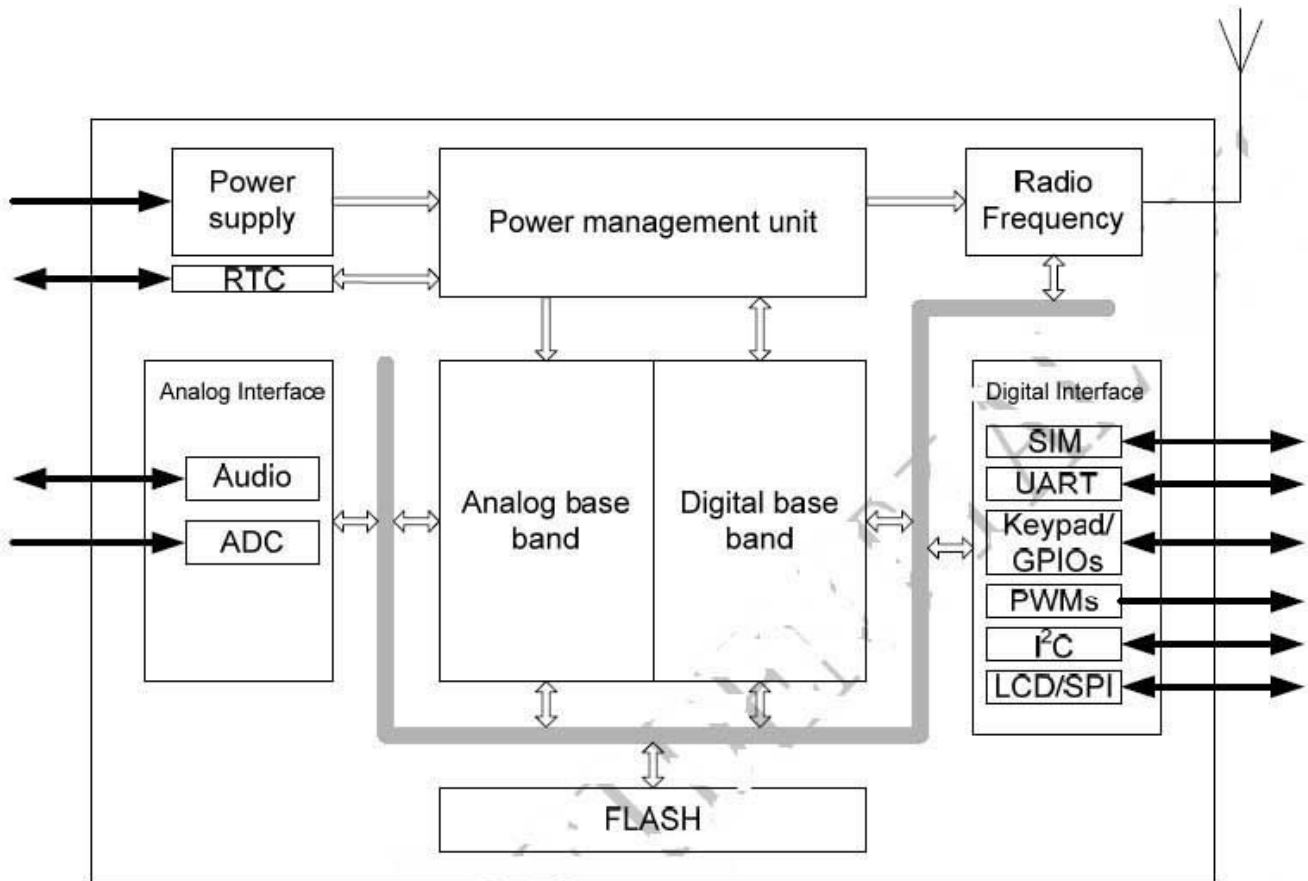 Power
supply
Power management unit
Radio
Frequency
RTC
Analog Interface
Audio
ADC
Analog base
band
Digital base
band
Digital Interface
SIM
UART
Keypad/
GPIOs
PWMs
I²C
LCD/SPI
FLASH